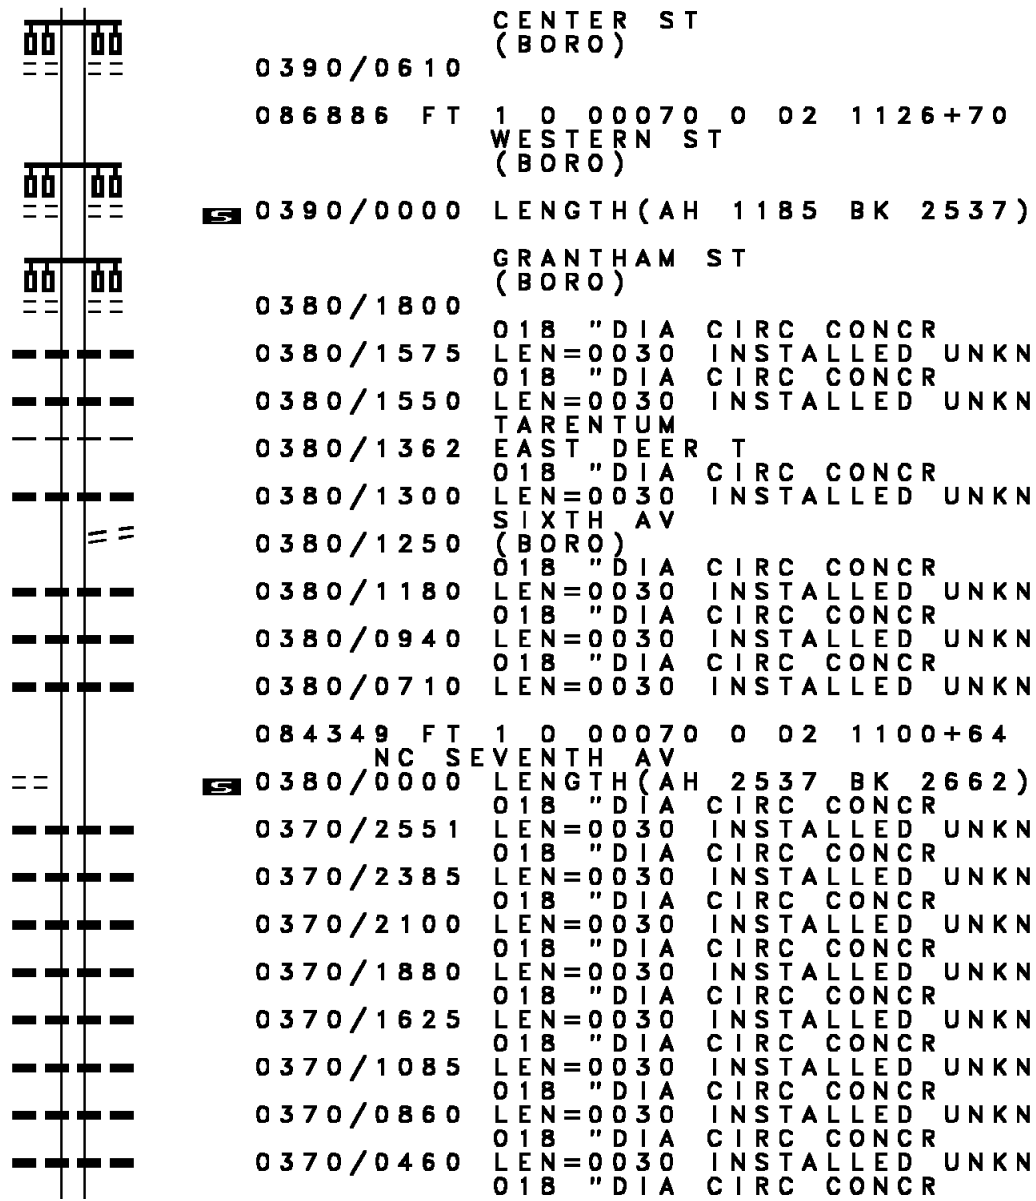 CENTER ST
(BORO)
0390/0610
086886 FT 1 0 00070 0 02 1126+70
WESTERN ST
(BORO)
S 0390/0000 LENGTH(AH 1185 BK 2537)
GRANTHAM ST
(BORO)
0380/1800
018 "DIA CIRC CONCR
0380/1575 LEN=0030 INSTALLED UNKN
018 "DIA CIRC CONCR
0380/1550 LEN=0030 INSTALLED UNKN
TARENTUM
0380/1362 EAST DEER T
018 "DIA CIRC CONCR
0380/1300 LEN=0030 INSTALLED UNKN
SIXTH AV
0380/1250 (BORO)
018 "DIA CIRC CONCR
0380/1180 LEN=0030 INSTALLED UNKN
018 "DIA CIRC CONCR
0380/0940 LEN=0030 INSTALLED UNKN
018 "DIA CIRC CONCR
0380/0710 LEN=0030 INSTALLED UNKN
084349 FT 1 0 00070 0 02 1100+64
NC SEVENTH AV
S 0380/0000 LENGTH(AH 2537 BK 2662)
018 "DIA CIRC CONCR
0370/2551 LEN=0030 INSTALLED UNKN
018 "DIA CIRC CONCR
0370/2385 LEN=0030 INSTALLED UNKN
018 "DIA CIRC CONCR
0370/2100 LEN=0030 INSTALLED UNKN
018 "DIA CIRC CONCR
0370/1880 LEN=0030 INSTALLED UNKN
018 "DIA CIRC CONCR
0370/1625 LEN=0030 INSTALLED UNKN
018 "DIA CIRC CONCR
0370/1085 LEN=0030 INSTALLED UNKN
018 "DIA CIRC CONCR
0370/0860 LEN=0030 INSTALLED UNKN
018 "DIA CIRC CONCR
0370/0460 LEN=0030 INSTALLED UNKN
018 "DIA CIRC CONCR